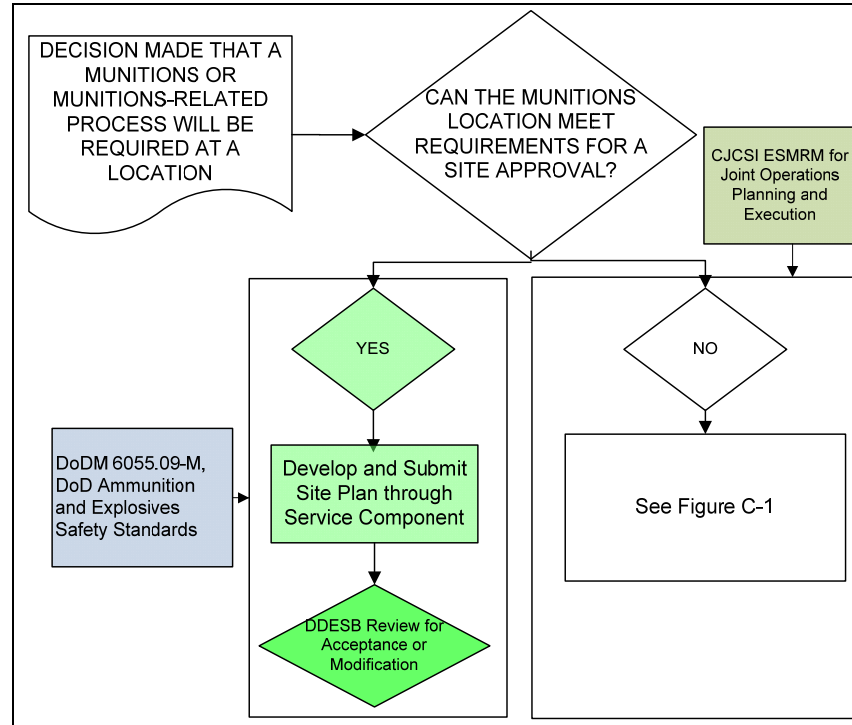 DECISION MADE THAT A
MUNITIONS OR
MUNITIONS-RELATED
PROCESS WILL BE
REQUIRED AT A
LOCATION
CAN THE MUNITIONS
LOCATION MEET
REQUIREMENTS FOR A
SITE APPROVAL?
CJCSI ESMRM for
Joint Operations
Planning and
Execution
YES
NO
DoDM 6055.09-M,
DoD Ammunition
and Explosives
Safety Standards
Develop and Submit
Site Plan through
Service Component
See Figure C-1
DDESB Review for
Acceptance or
Modification